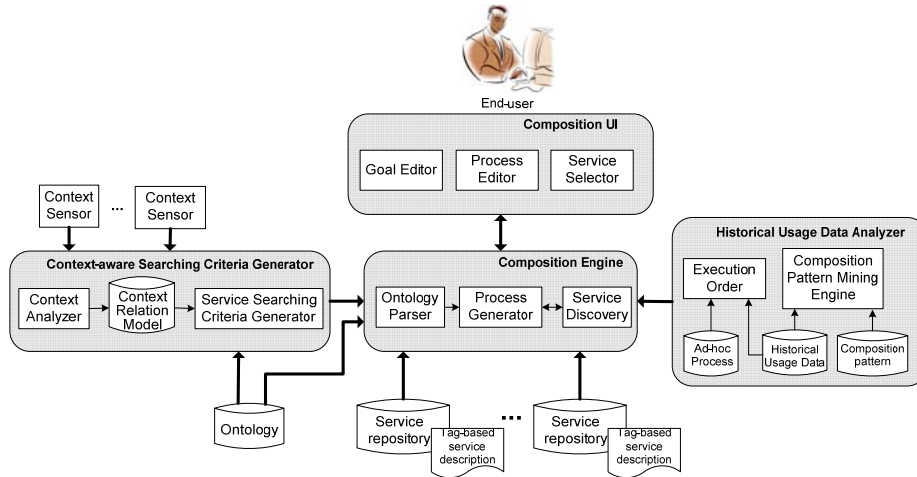 End-user
Composition UI
Goal Editor
Process
Editor
Service
Selector
Context
Sensor
...
Context
Sensor
Context-aware Searching Criteria Generator
Context
Analyzer
Context
Relation
Model
Service Searching
Criteria Generator
Composition Engine
Ontology
Parser
Process
Generator
Service
Discovery
Historical Usage Data Analyzer
Execution
Order
Composition
Pattern Mining
Engine
Ad-hoc
Process
Historical
Usage Data
Composition
pattern
Ontology
Service
repository
Tag-based
service
description
...
Service
repository
Tag-based
service
description